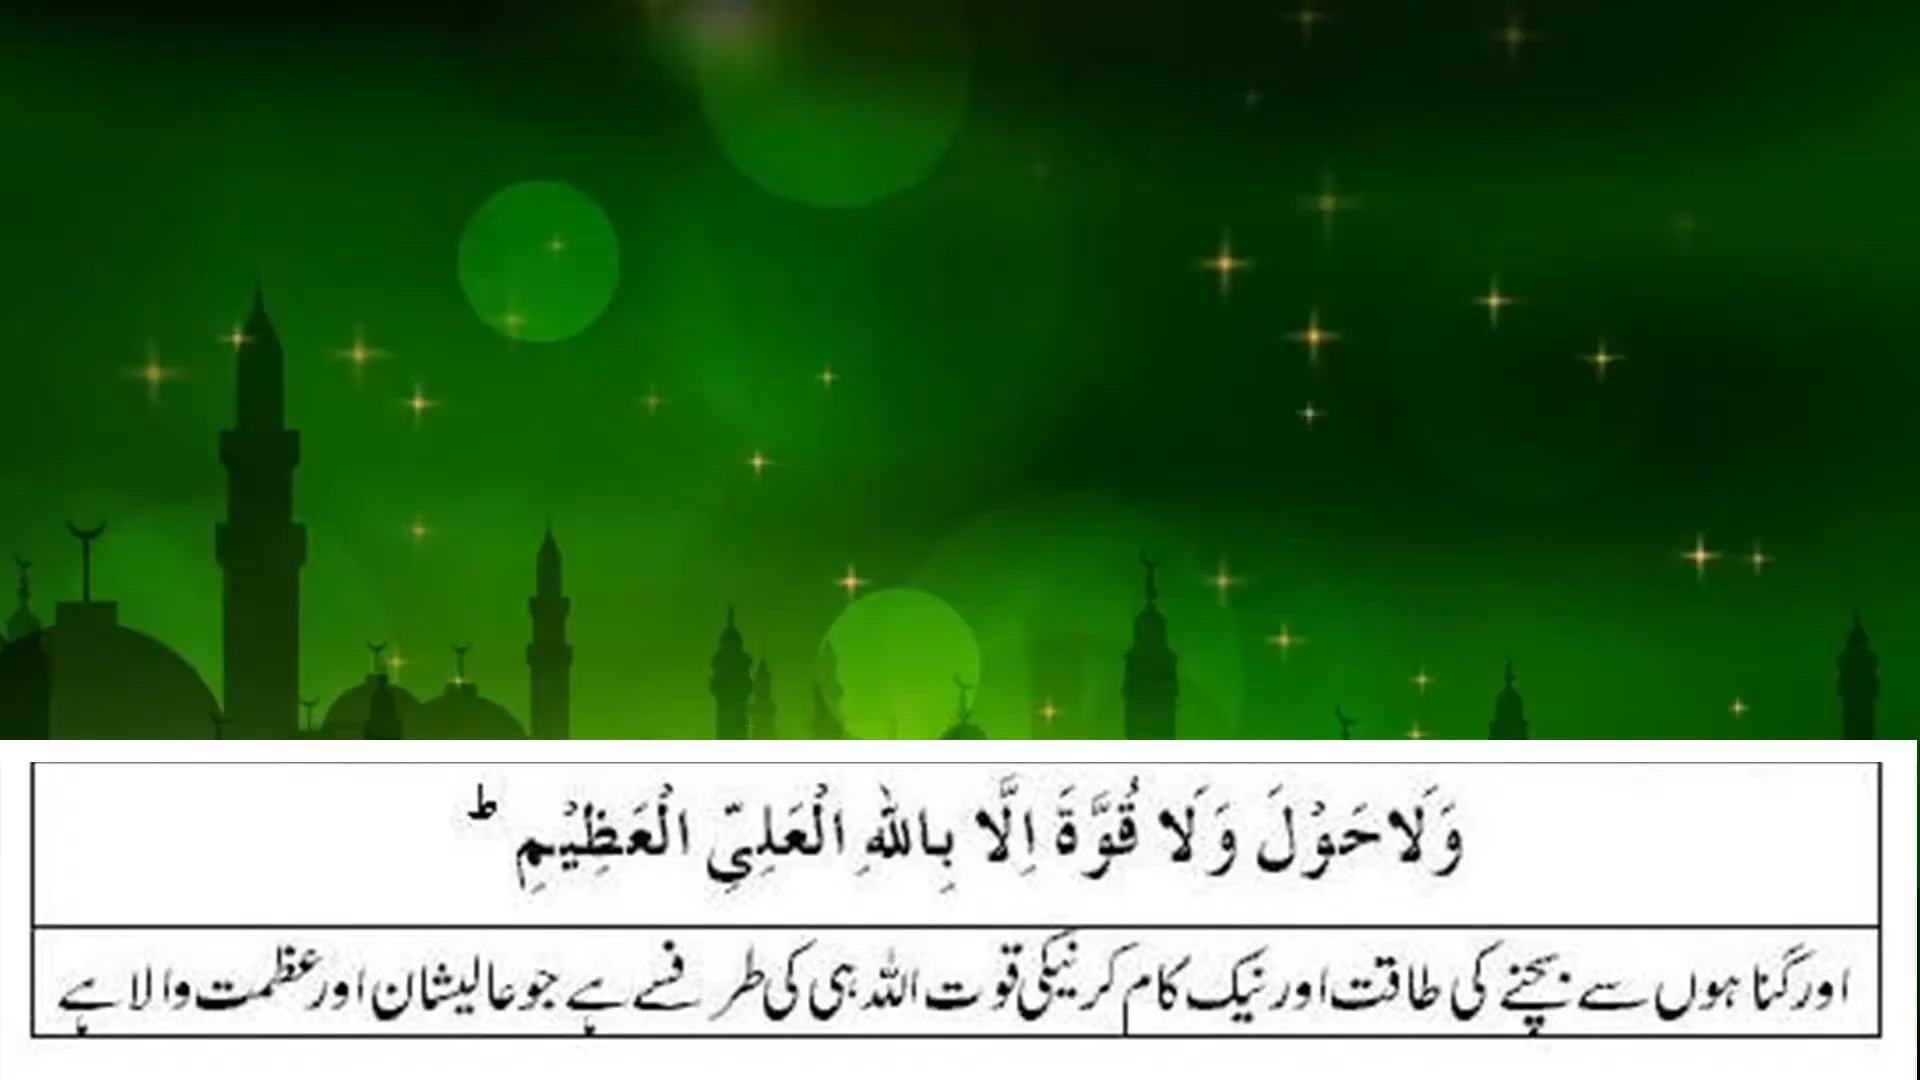 وَلَا حَوْلَ وَلَا قُوَّةَ اِلَّا بِاللّٰهِ الْعَلِیِّ الْعَظِیْمِ ط
اور گناہوں سے بچنے کی طاقت اور نیک کام کرنیکی قوت اللہ ہی کی طرف سے ہے جو عالیشان اور عظمت والا ہے